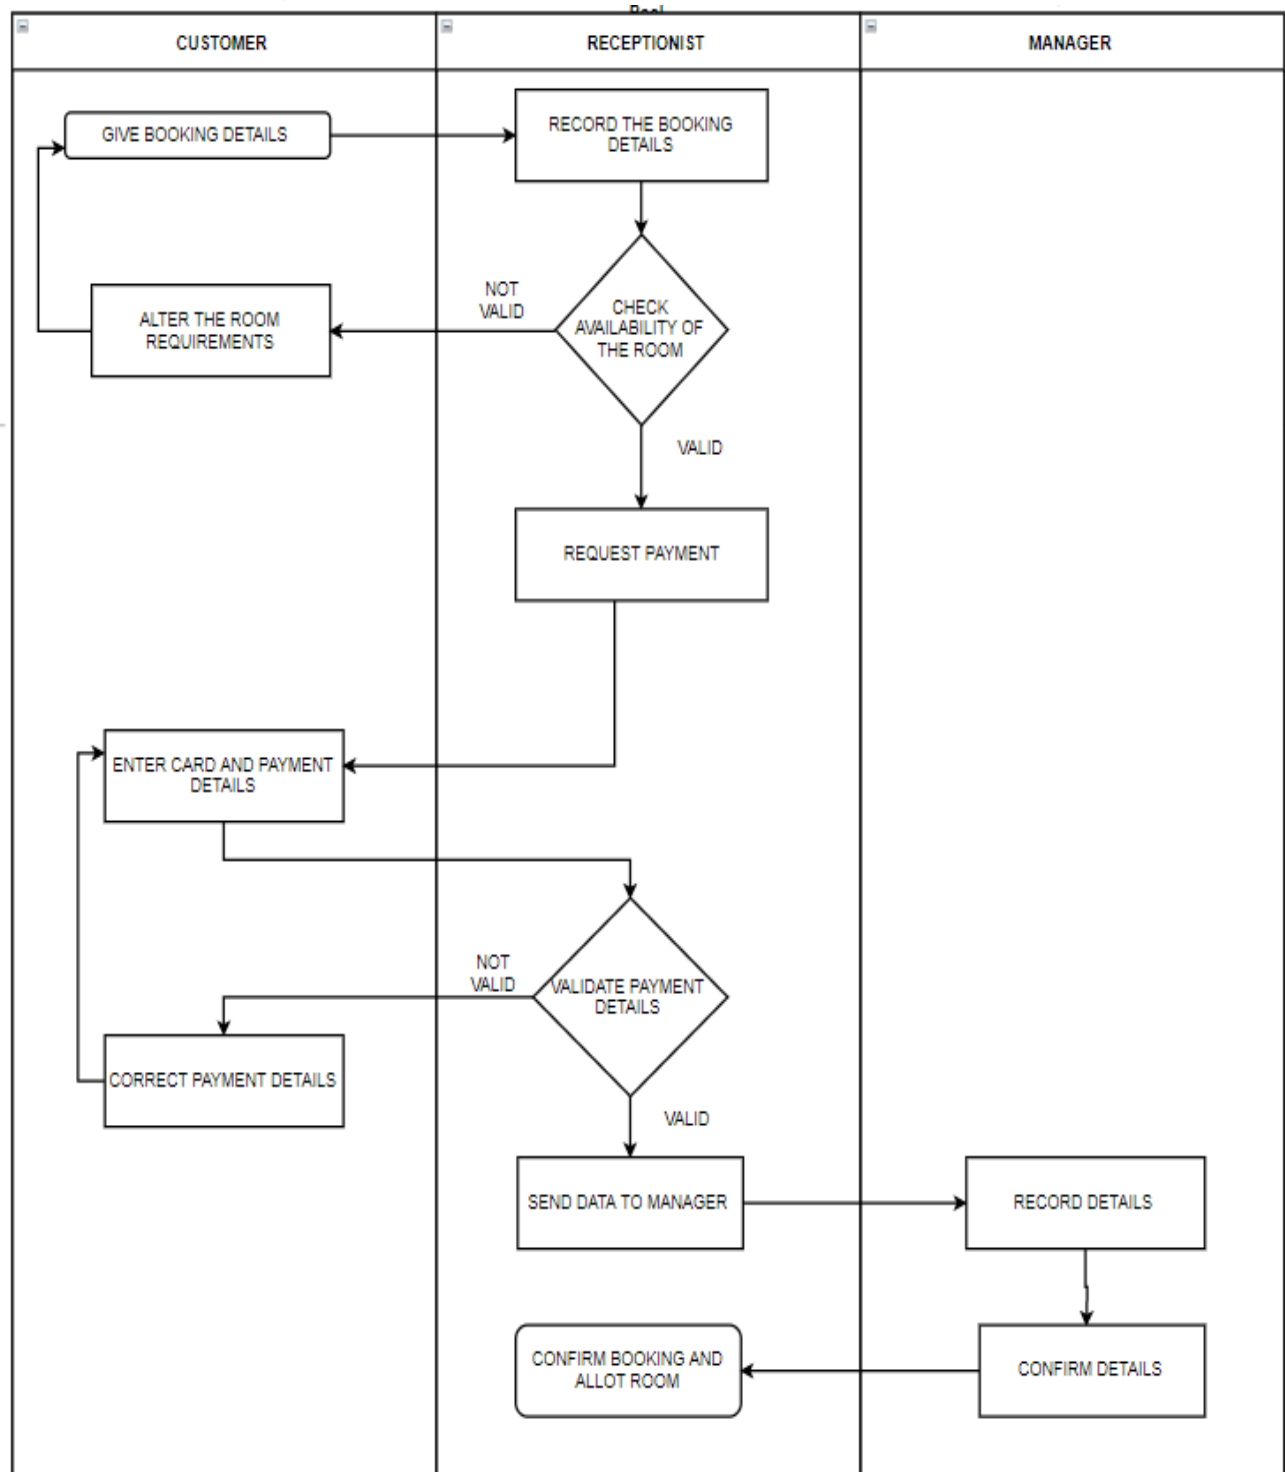 CUSTOMER
RECEPTIONIST
MANAGER
GIVE BOOKING DETAILS
RECORD THE BOOKING
DETAILS
NOT
VALID
CHECK
AVAILABILITY OF
THE ROOM
ALTER THE ROOM
REQUIREMENTS
VALID
REQUEST PAYMENT
ENTER CARD AND PAYMENT
DETAILS
NOT
VALID
VALIDATE PAYMENT
DETAILS
CORRECT PAYMENT DETAILS
VALID
SEND DATA TO MANAGER
RECORD DETAILS
CONFIRM BOOKING AND
ALLOT ROOM
CONFIRM DETAILS